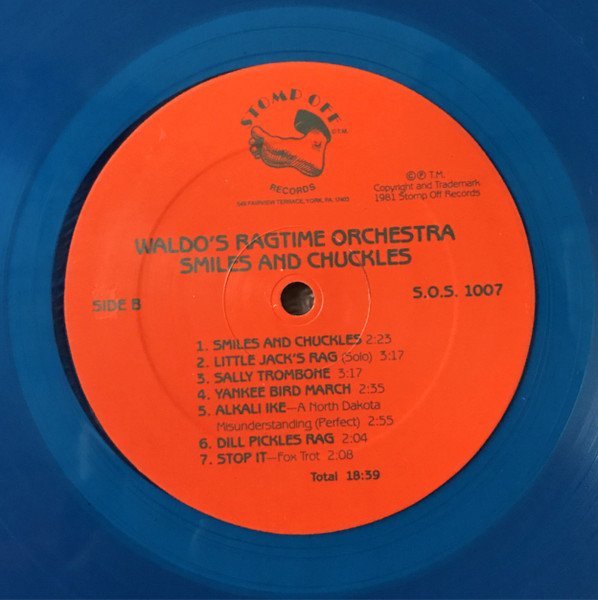 STOMP OFF
© T.M.
RECORDS
549 FAIRVIEW TERRACE, YORK, PA. 17403
© ℗ T.M.
Copyright and Trademark
1981 Stomp Off Records
WALDO'S RAGTIME ORCHESTRA
SMILES AND CHUCKLES
SIDE B
S.O.S. 1007
1. SMILES AND CHUCKLES 2:23
2. LITTLE JACK'S RAG (Solo) 3:17
3. SALLY TROMBONE 3:17
4. YANKEE BIRD MARCH 2:35
5. ALKALI IKE—A North Dakota
Misunderstanding (Perfect) 2:55
6. DILL PICKLES RAG 2:04
7. STOP IT—Fox Trot 2:08
Total 18:39